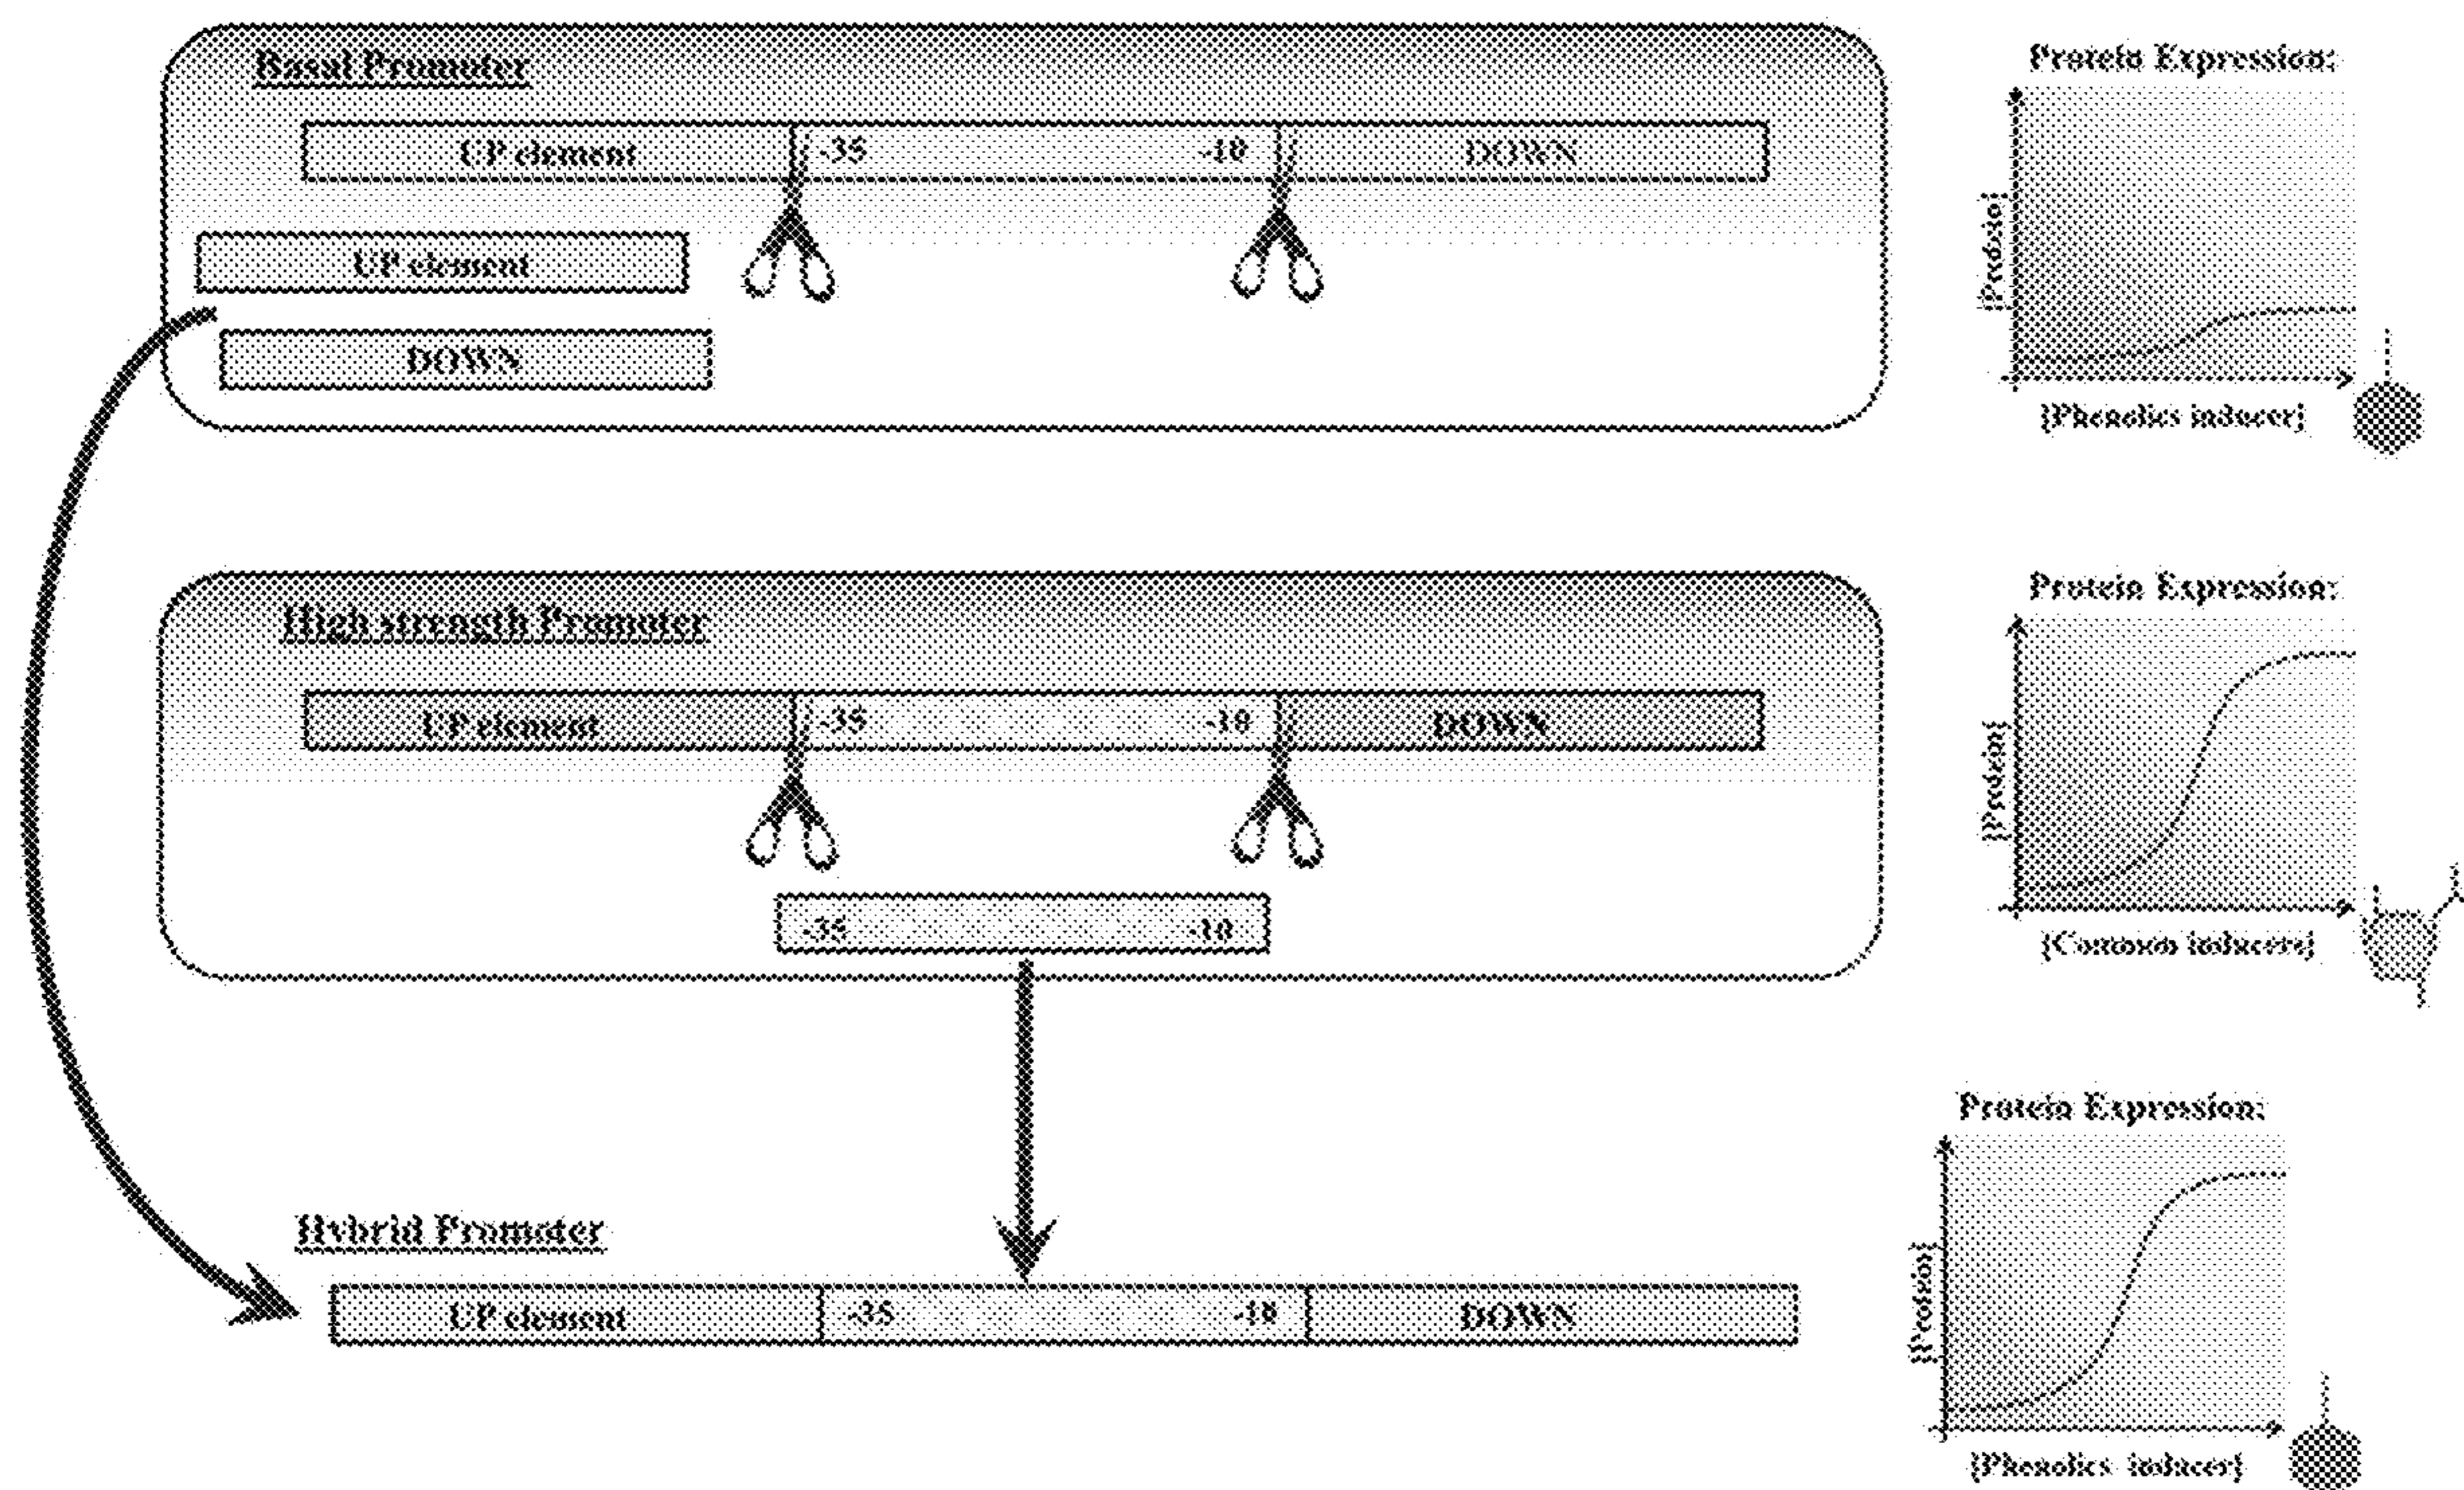 Basal Promoter
UP element
-35
-10
DOWN
UP element
DOWN
Protein Expression:
[Protein]
[Phenolics inducer]
High strength Promoter
UP element
-35
-10
DOWN
-35
-10
Protein Expression:
[Protein]
[Common inducers]
Hybrid Promoter
UP element
-35
-10
DOWN
Protein Expression:
[Protein]
[Phenolics inducer]